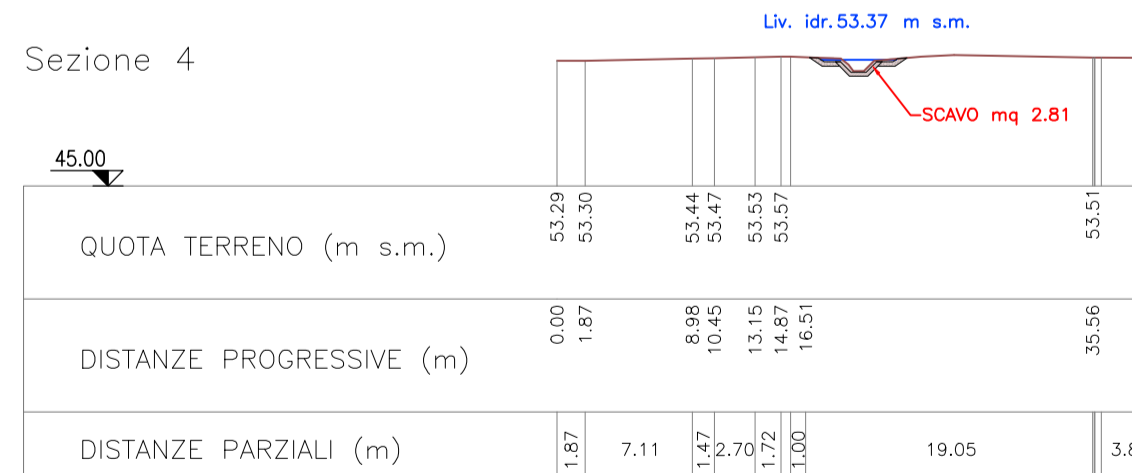 Liv. idr. 53.37 m s.m.
Sezione 4
SCAVO mq 2.81
45.00
QUOTA TERRENO (m s.m.)
53.29 53.30 53.44 53.47 53.53 53.57 53.51
DISTANZE PROGRESSIVE (m)
0.00 1.87 8.98 10.45 13.15 14.87 16.51 35.56
DISTANZE PARZIALI (m)
1.87 7.11 1.47 2.70 1.72 1.00 19.05